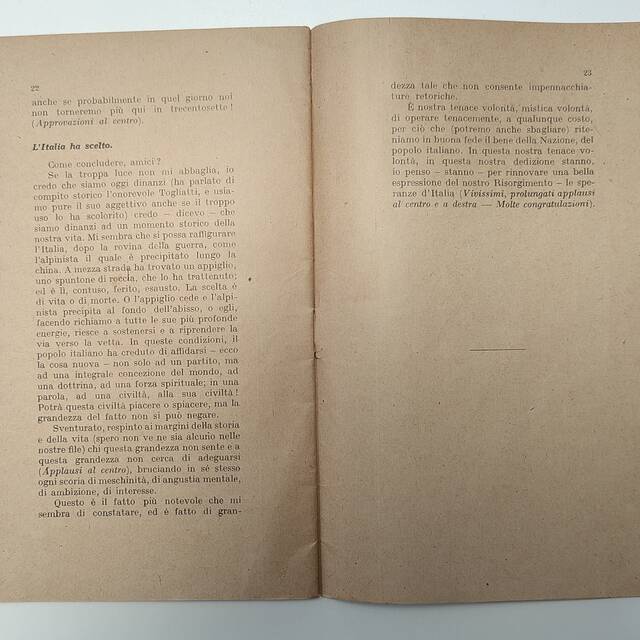 22
anche se probabilmente in quel giorno noi
non torneremo più qui in trecentosette !
(Approvazioni al centro).
L'Italia ha scelto.
Come concludere, amici ?
Se la troppa luce non mi abbaglia, io
credo che siamo oggi dinanzi (ha parlato di
compito storico l'onorevole Togliatti, e usia-
mo pure il suo aggettivo anche se il troppo
uso lo ha scolorito) credo – dicevo – che
siamo dinanzi ad un momento storico della
nostra vita. Mi sembra che si possa raffigurare
l'Italia, dopo la rovina della guerra, come
l'alpinista il quale è precipitato lungo la
china. A mezza strada ha trovato un appiglio,
uno spuntone di roccia, che lo ha trattenuto;
ed è lì, contuso, ferito, esausto. La scelta è
di vita o di morte. O l'appiglio cede e l'alpi-
nista precipita al fondo dell'abisso, o egli,
facendo richiamo a tutte le sue più profonde
energie, riesce a sostenersi e a riprendere la
via verso la vetta. In queste condizioni, il
popolo italiano ha creduto di affidarsi – ecco
la cosa nuova – non solo ad un partito, ma
ad una integrale concezione del mondo, ad
una dottrina, ad una forza spirituale; in una
parola, ad una civiltà, alla sua civiltà !
Potrà questa civiltà piacere o spiacere, ma la
grandezza del fatto non si può negare.
Sventurato, respinto ai margini della storia
e della vita (spero non ve ne sia alcuno nelle
nostre file) chi questa grandezza non sente e a
questa grandezza non cerca di adeguarsi
(Applausi al centro), bruciando in sé stesso
ogni scoria di meschinità, di angustia mentale,
di ambizione, di interesse.
Questo è il fatto più notevole che mi
sembra di constatare, ed è fatto di gran-
23
dezza tale che non consente impennacchia-
ture retoriche.
È nostra tenace volontà, mistica volontà,
di operare tenacemente, a qualunque costo,
per ciò che (potremo anche sbagliare) rite-
niamo in buona fede il bene della Nazione, del
popolo italiano. In questa nostra tenace vo-
lontà, in questa nostra dedizione stanno,
io penso – stanno – per rinnovare una bella
espressione del nostro Risorgimento – le spe-
ranze d'Italia (Vivissimi, prolungati applausi
al centro e a destra — Molte congratulazioni).